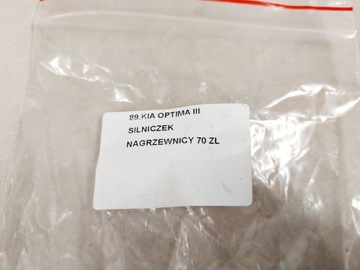 89.KIA OPTIMA III
SILNICZEK
NAGRZEWNICY 70 ZL